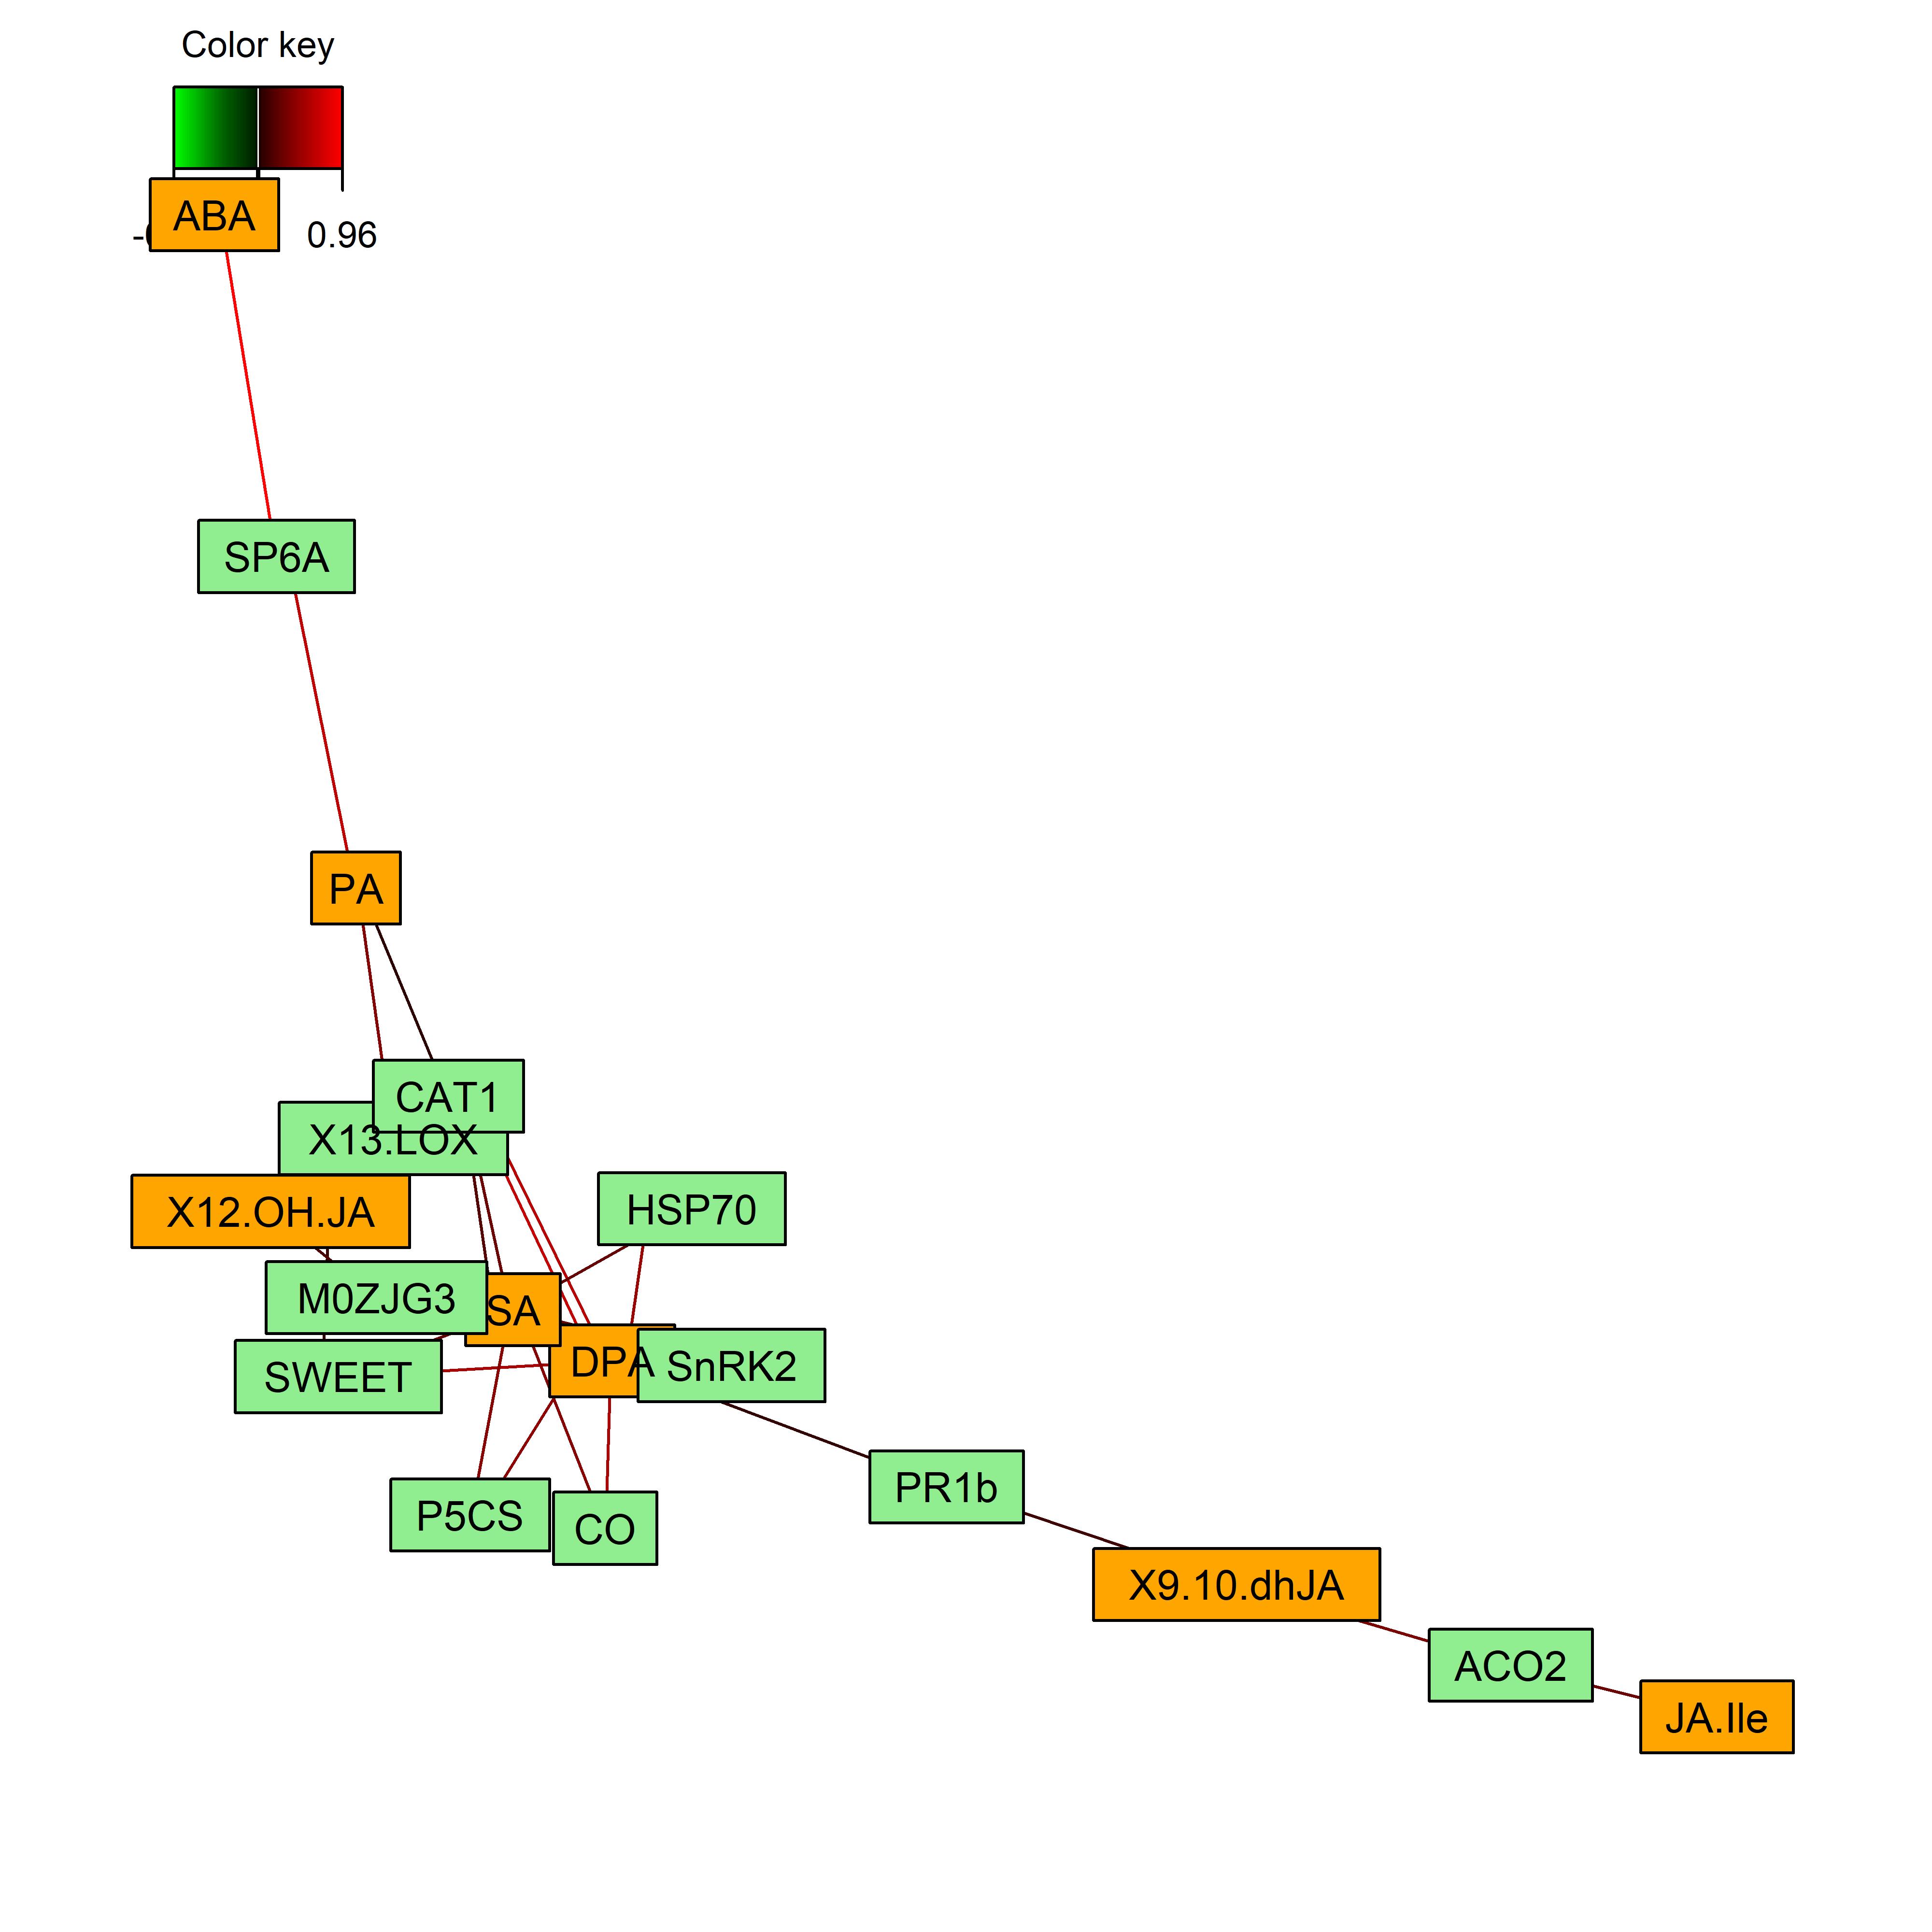 Color key
ABA
0.96
SP6A
PA
CAT1
X13.LOX
X12.OH.JA
HSP70
M0ZJG3
SA
DPA
SnRK2
SWEET
PR1b
P5CS
CO
X9.10.dhJA
ACO2
JA.Ile